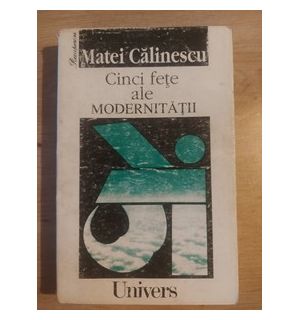 Matei Călinescu
Cinci fețe
ale
MODERNITĂȚII
Univers